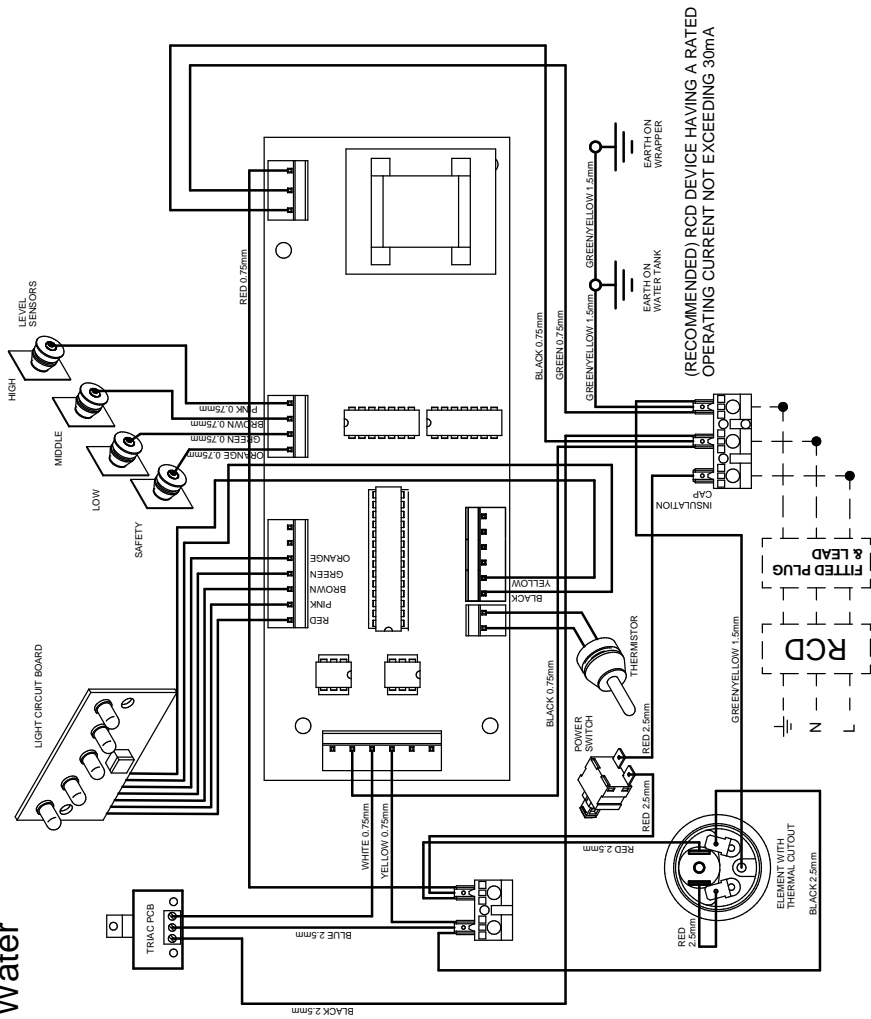 Water
LIGHT CIRCUIT BOARD
TRIAC PCB
HIGH
LEVEL
SENSORS
MIDDLE
LOW
SAFETY
PINK 0.75mm
BROWN 0.75mm
GREEN 0.75mm
ORANGE 0.75mm
RED 0.75mm
ORANGE
GREEN
BROWN
PINK
RED
YELLOW
BLACK
WHITE 0.75mm
YELLOW 0.75mm
BLUE 2.5mm
BLACK 2.5mm
BLACK 0.75mm
BLACK 0.75mm
GREEN 0.75mm
GREEN/YELLOW 1.5mm
GREEN/YELLOW 1.5mm
EARTH ON
WRAPPER
EARTH ON
WATER TANK
THERMISTOR
POWER
SWITCH
RED 2.5mm
RED 2.5mm
RED 2.5mm
RED
2.5mm
ELEMENT WITH
THERMAL CUTOUT
BLACK 2.5mm
GREEN/YELLOW 1.5mm
INSULATION
CAP
FITTED PLUG
& LEAD
RCD
N
L
(RECOMMENDED) RCD DEVICE HAVING A RATED
OPERATING CURRENT NOT EXCEEDING 30mA